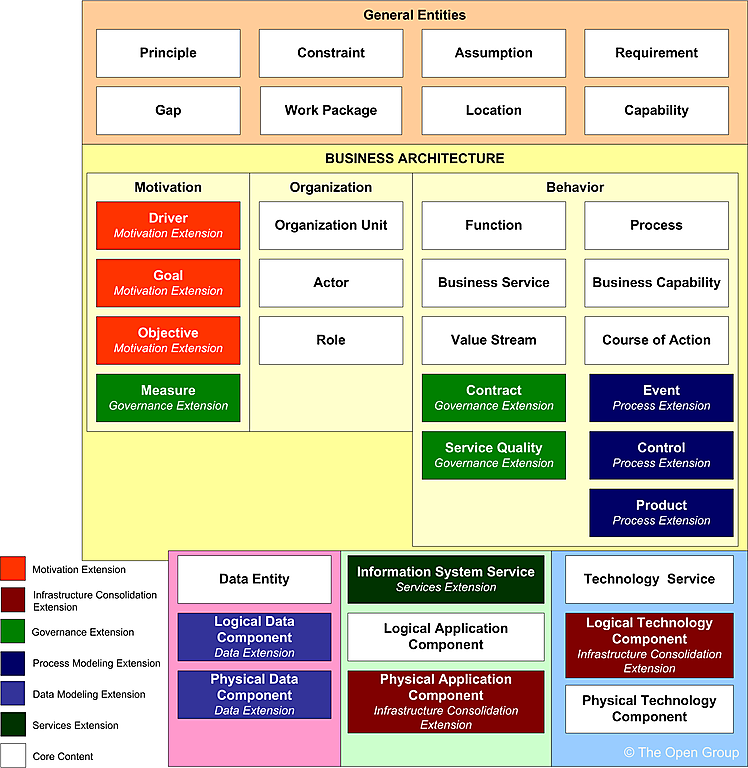 General Entities
Principle
Constraint
Assumption
Requirement
Gap
Work Package
Location
Capability
BUSINESS ARCHITECTURE
Motivation
Driver
Motivation Extension
Goal
Motivation Extension
Objective
Motivation Extension
Measure
Governance Extension
Organization
Organization Unit
Actor
Role
Behavior
Function
Process
Business Service
Business Capability
Value Stream
Course of Action
Contract
Governance Extension
Event
Process Extension
Service Quality
Governance Extension
Control
Process Extension
Product
Process Extension
Motivation Extension
Infrastructure Consolidation
Extension
Governance Extension
Process Modeling Extension
Data Modeling Extension
Services Extension
Core Content
Data Entity
Logical Data
Component
Data Extension
Physical Data
Component
Data Extension
Information System Service
Services Extension
Logical Application
Component
Physical Application
Component
Infrastructure Consolidation
Extension
Technology Service
Logical Technology
Component
Infrastructure Consolidation
Extension
Physical Technology
Component
© The Open Group